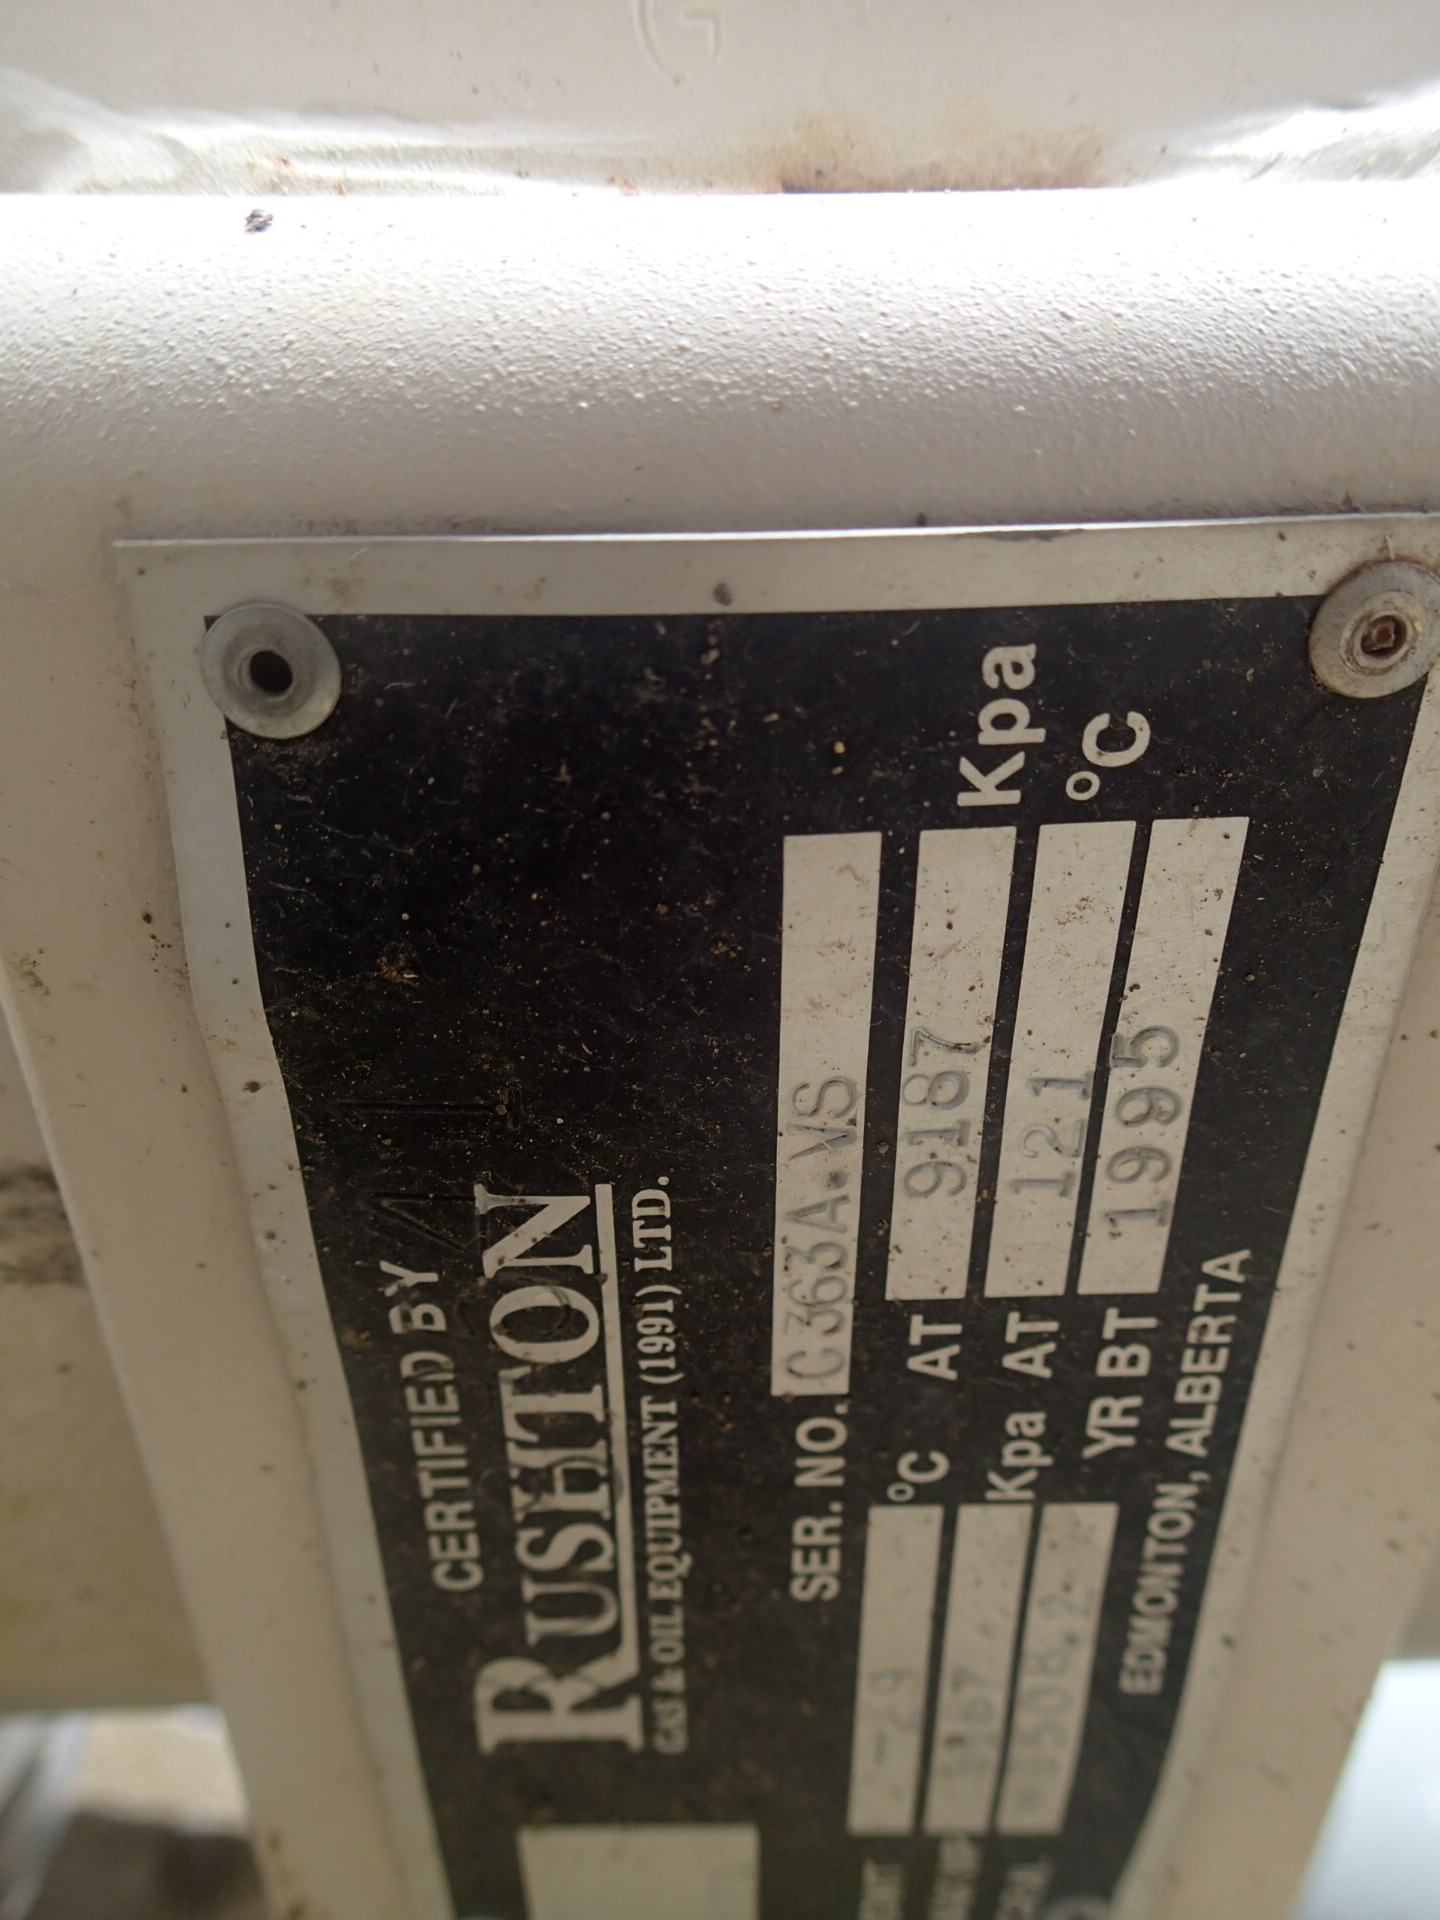 G
CERTIFIED BY
RUSHTON
GAS & OIL EQUIPMENT (1991) LTD.
SER. NO. C363A.VS
-29 °C AT 9187 Kpa
Kpa AT 121 °C
YR BT 1995
EDMONTON, ALBERTA